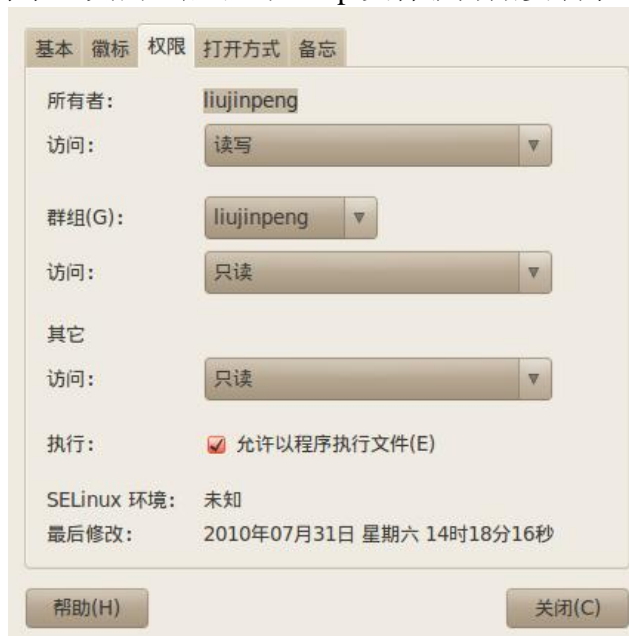 基本 徽标 权限 打开方式 备忘
所有者: liujinpeng
访问: 读写
群组(G): liujinpeng
访问: 只读
其它
访问: 只读
执行: 允许以程序执行文件(E)
SELinux 环境: 未知
最后修改: 2010年07月31日 星期六 14时18分16秒
帮助(H) 关闭(C)